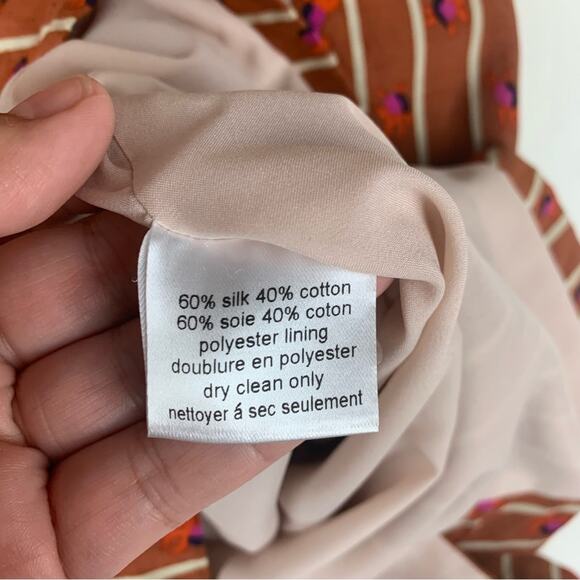 60% silk 40% cotton
60% soie 40% coton
polyester lining
doublure en polyester
dry clean only
nettoyer á sec seulement